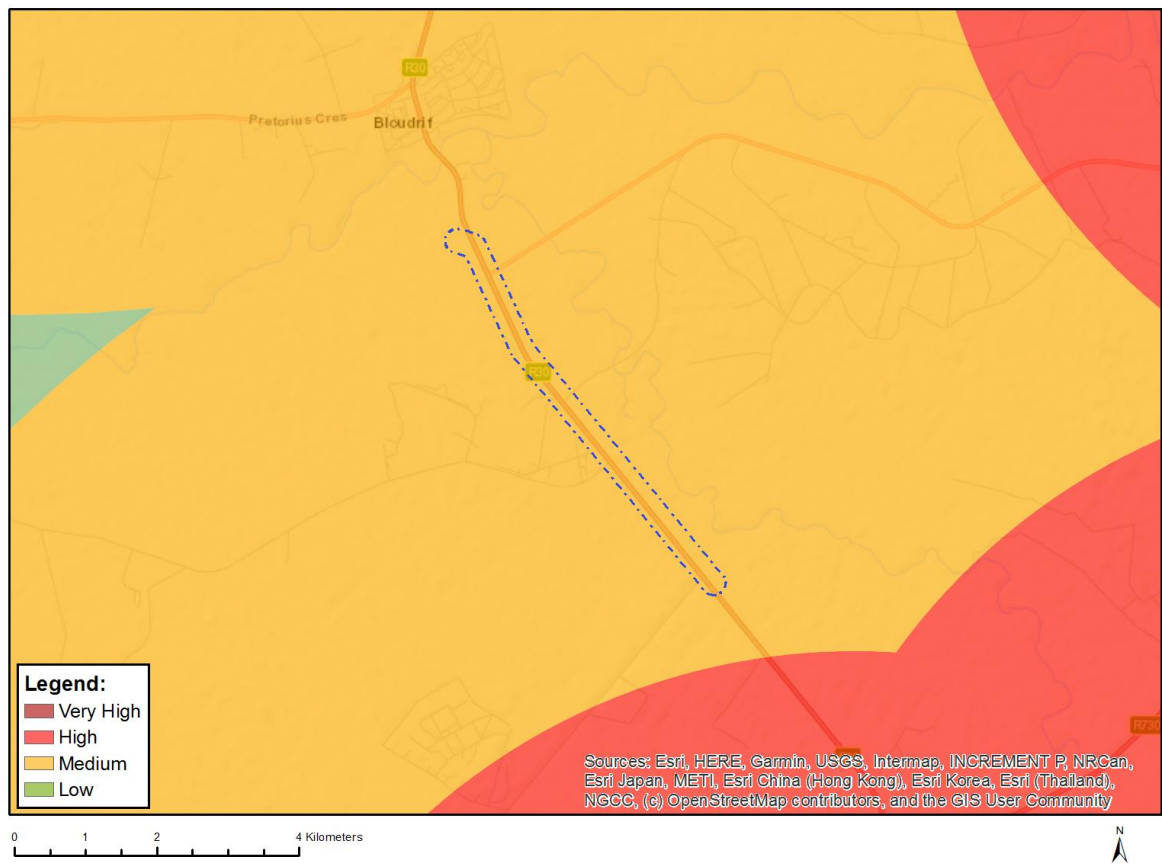 R30
Pretorius Cres
Bloudrif
R30
R730
Legend:
Very High
High
Medium
Low
Sources: Esri, HERE, Garmin, USGS, Intermap, INCREMENT P, NRCan,
Esri Japan, METI, Esri China (Hong Kong), Esri Korea, Esri (Thailand),
NGCC, (c) OpenStreetMap contributors, and the GIS User Community
0 1 2 4 Kilometers
N